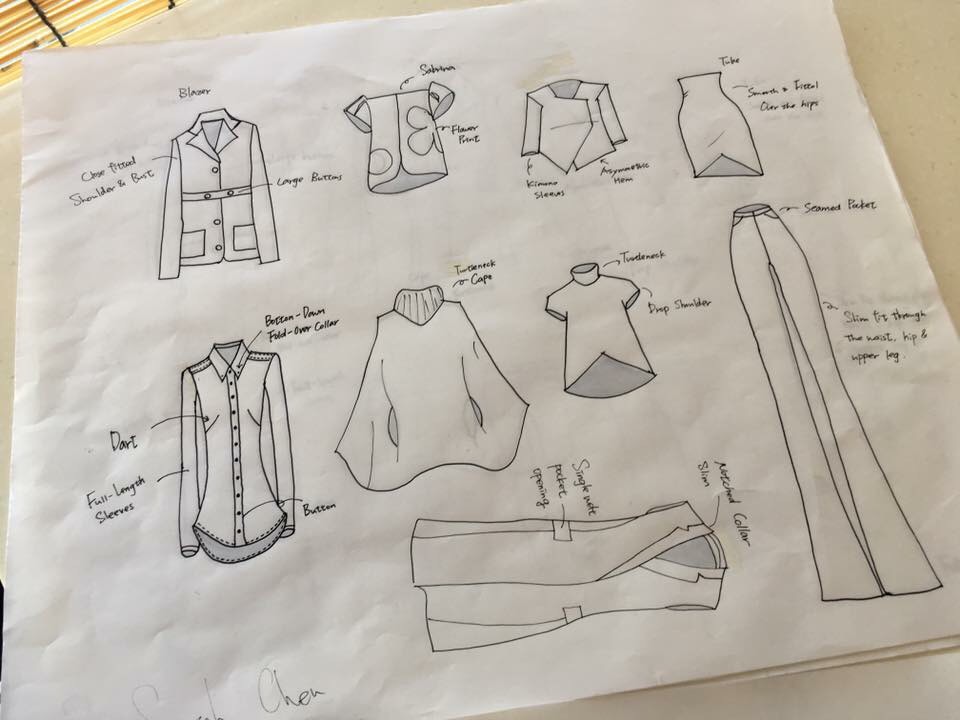 Blazer
Close fitted
Shoulder & Bust
Large Buttons
Sabrina
Flower
Print
Kimono
Sleeves
Asymmetric
Hem
Tube
Smooth & Fitted
Over the hips
Seamed Pocket
Slim fit through
the waist, hip &
upper leg.
Button-Down
Fold-Over Collar
Dart
Full-length
Sleeves
Button
Turtleneck
Cape
Turtleneck
Drop Shoulder
Single welt
pocket
opening
Notched Collar
Slim
Chen